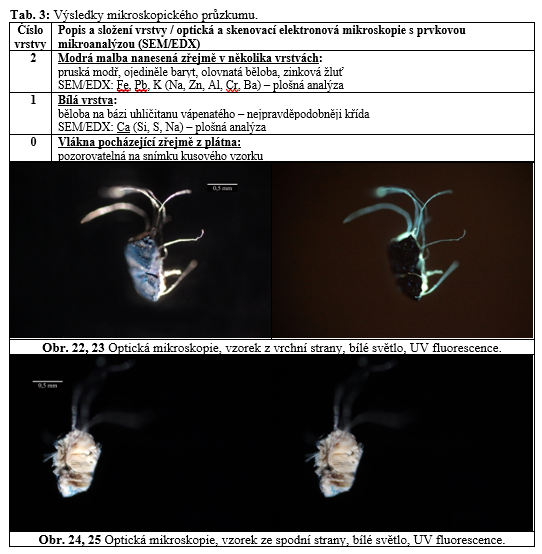 Tab. 3: Výsledky mikroskopického průzkumu.
Číslo vrstvy
Popis a složení vrstvy / optická a skenovací elektronová mikroskopie s prvkovou
mikroanalýzou (SEM/EDX)
2
Modrá malba nanesená zřejmě v několika vrstvách:
pruská modř, ojediněle baryt, olovnatá běloba, zinková žluť
SEM/EDX: Fe, Pb, K (Na, Zn, Al, Cr, Ba) – plošná analýza
1
Bílá vrstva:
běloba na bázi uhličitanu vápenatého – nejpravděpodobněji křída
SEM/EDX: Ca (Si, S, Na) – plošná analýza
0
Vlákna pocházející zřejmě z plátna:
pozorovatelná na snímku kusového vzorku
0,5 mm
Obr. 22, 23 Optická mikroskopie, vzorek z vrchní strany, bílé světlo, UV fluorescence.
0,5 mm
Obr. 24, 25 Optická mikroskopie, vzorek ze spodní strany, bílé světlo, UV fluorescence.